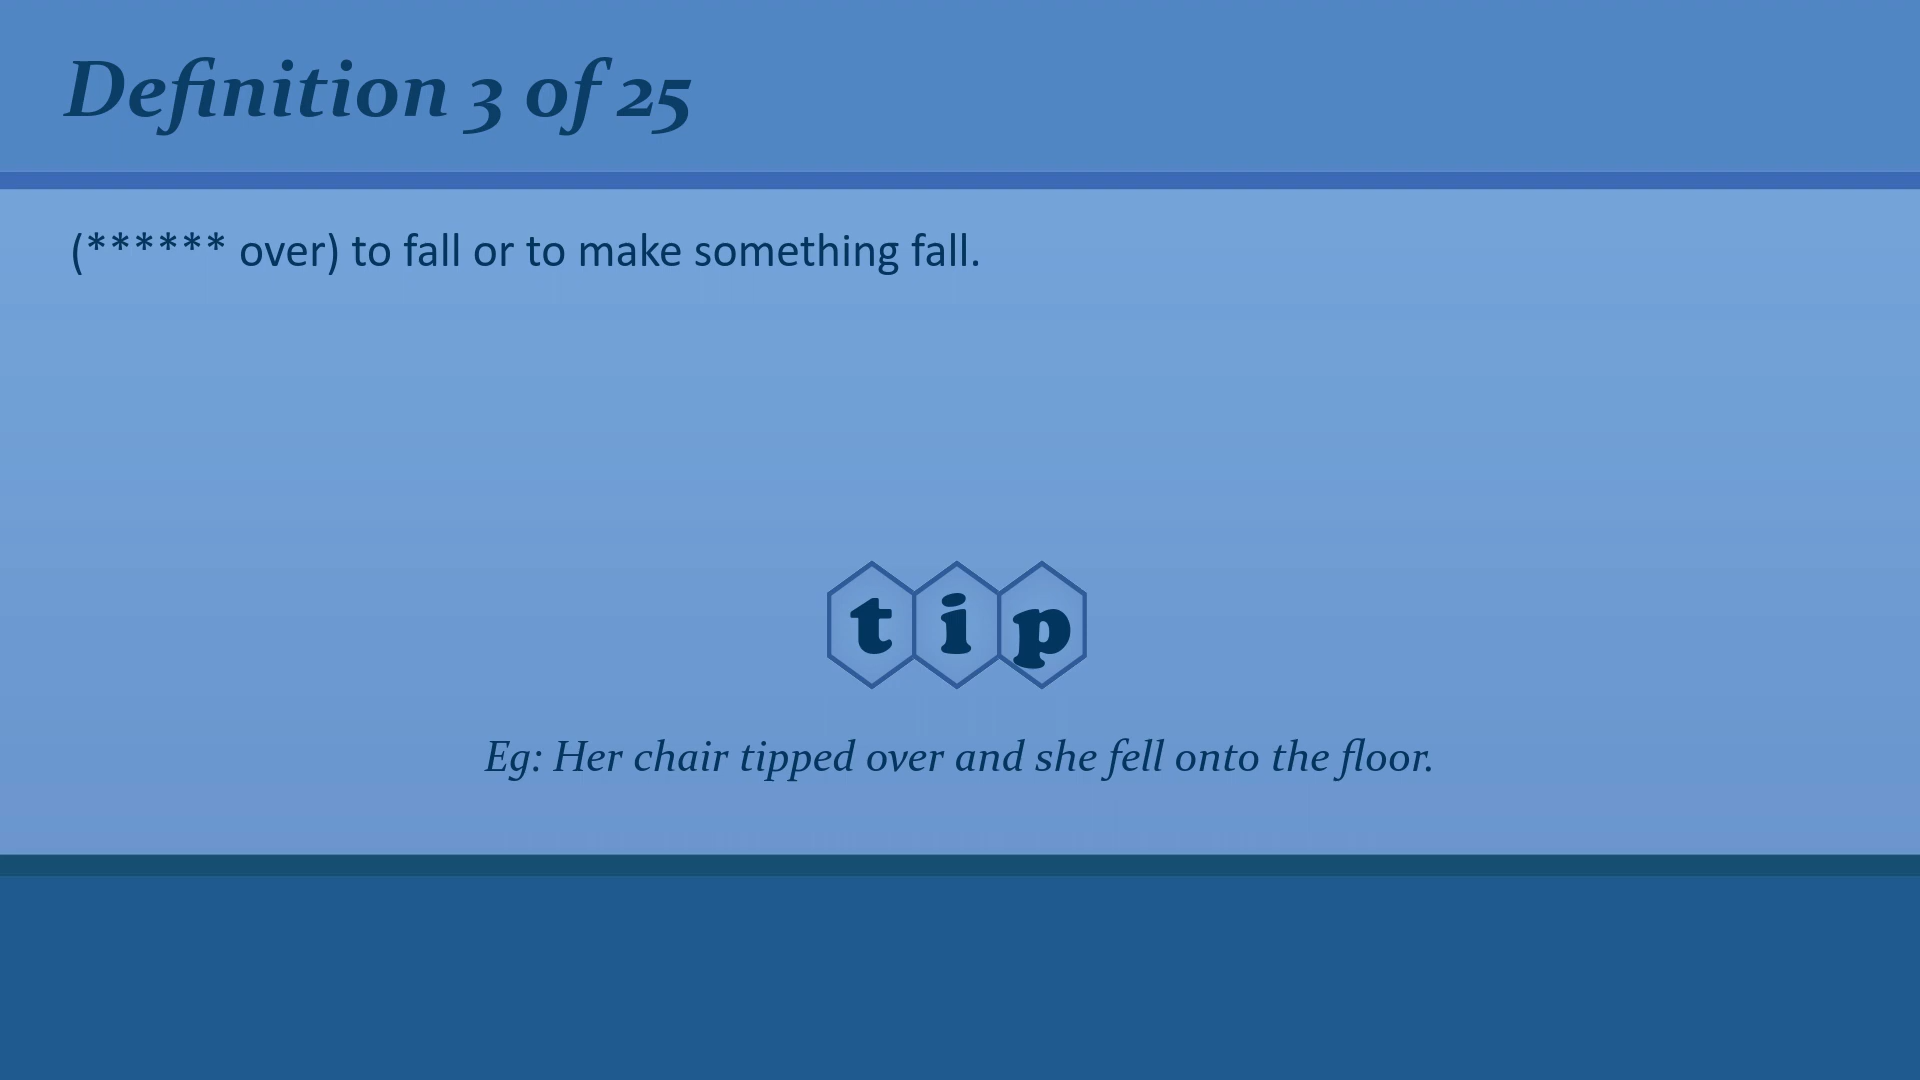 Definition 3 of 25
(****** over) to fall or to make something fall.
tip
Eg: Her chair tipped over and she fell onto the floor.